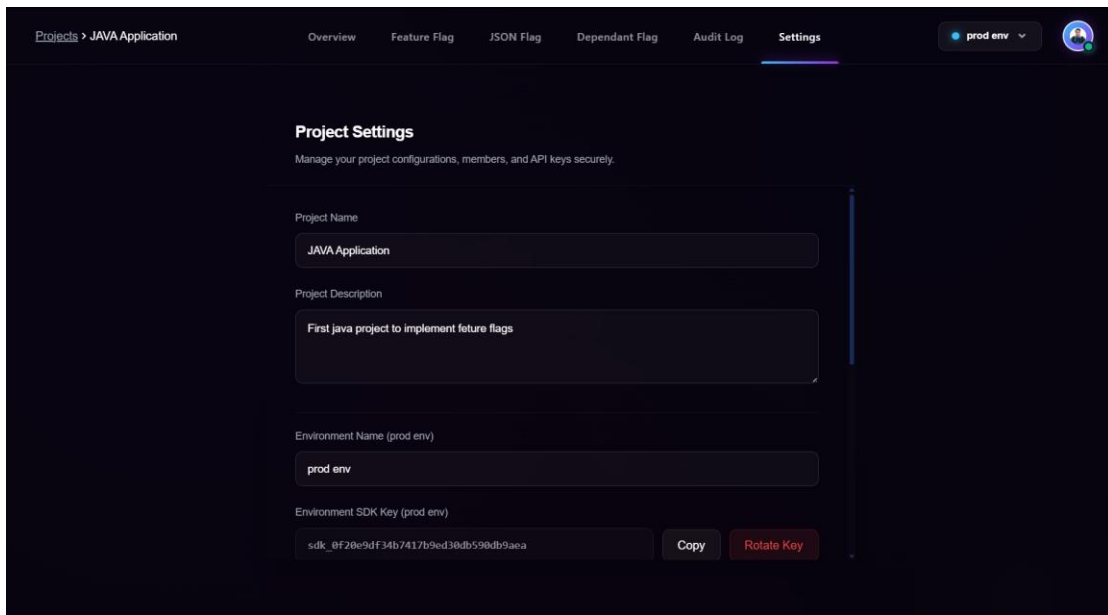 Projects > JAVA Application
Overview
Feature Flag
JSON Flag
Dependant Flag
Audit Log
Settings
prod env
Project Settings
Manage your project configurations, members, and API keys securely.
Project Name
JAVA Application
Project Description
First java project to implement feture flags
Environment Name (prod env)
prod env
Environment SDK Key (prod env)
sdk_0f20e9df34b7417b9ed30db590db9aea
Copy
Rotate Key